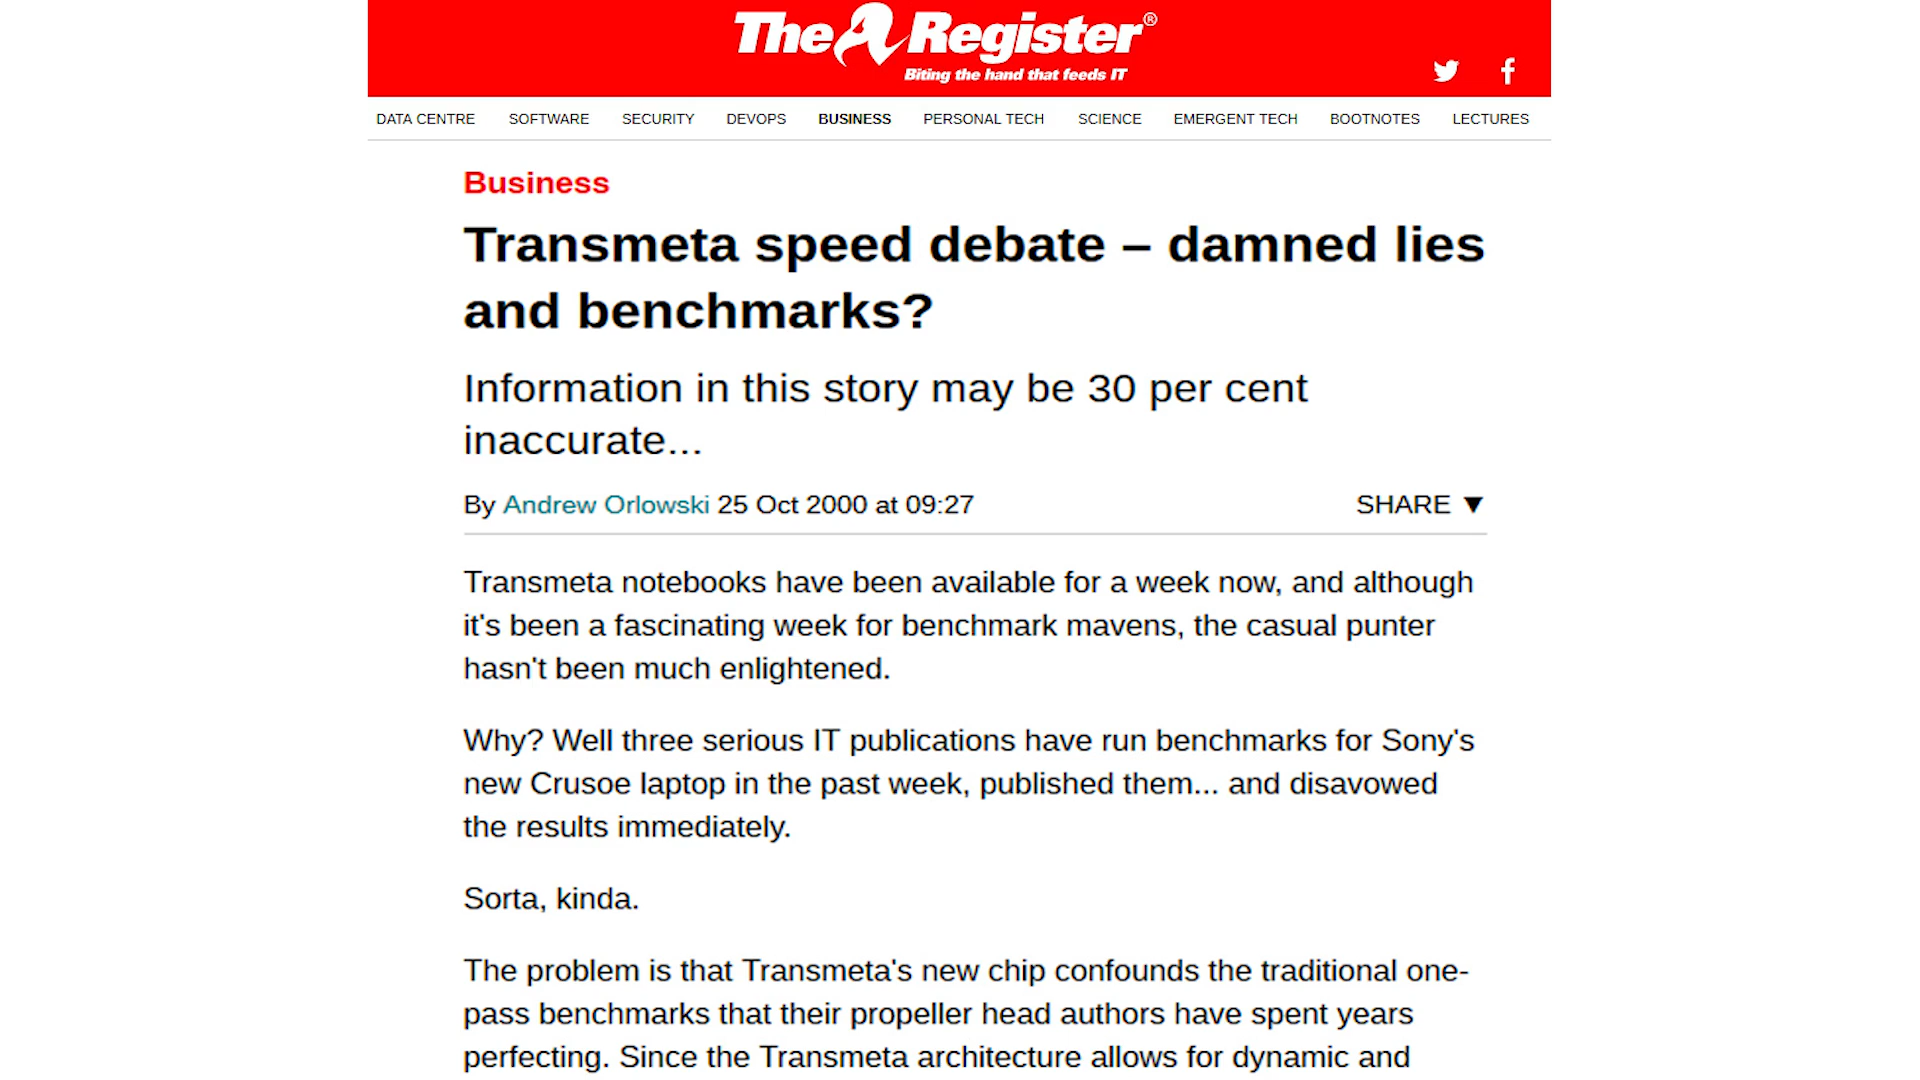 The Register®
Biting the hand that feeds IT
DATA CENTRE SOFTWARE SECURITY DEVOPS BUSINESS PERSONAL TECH SCIENCE EMERGENT TECH BOOTNOTES LECTURES
Business
Transmeta speed debate – damned lies
and benchmarks?
Information in this story may be 30 per cent
inaccurate...
By Andrew Orlowski 25 Oct 2000 at 09:27 SHARE ▼
Transmeta notebooks have been available for a week now, and although
it's been a fascinating week for benchmark mavens, the casual punter
hasn't been much enlightened.
Why? Well three serious IT publications have run benchmarks for Sony's
new Crusoe laptop in the past week, published them... and disavowed
the results immediately.
Sorta, kinda.
The problem is that Transmeta's new chip confounds the traditional one-
pass benchmarks that their propeller head authors have spent years
perfecting. Since the Transmeta architecture allows for dynamic and